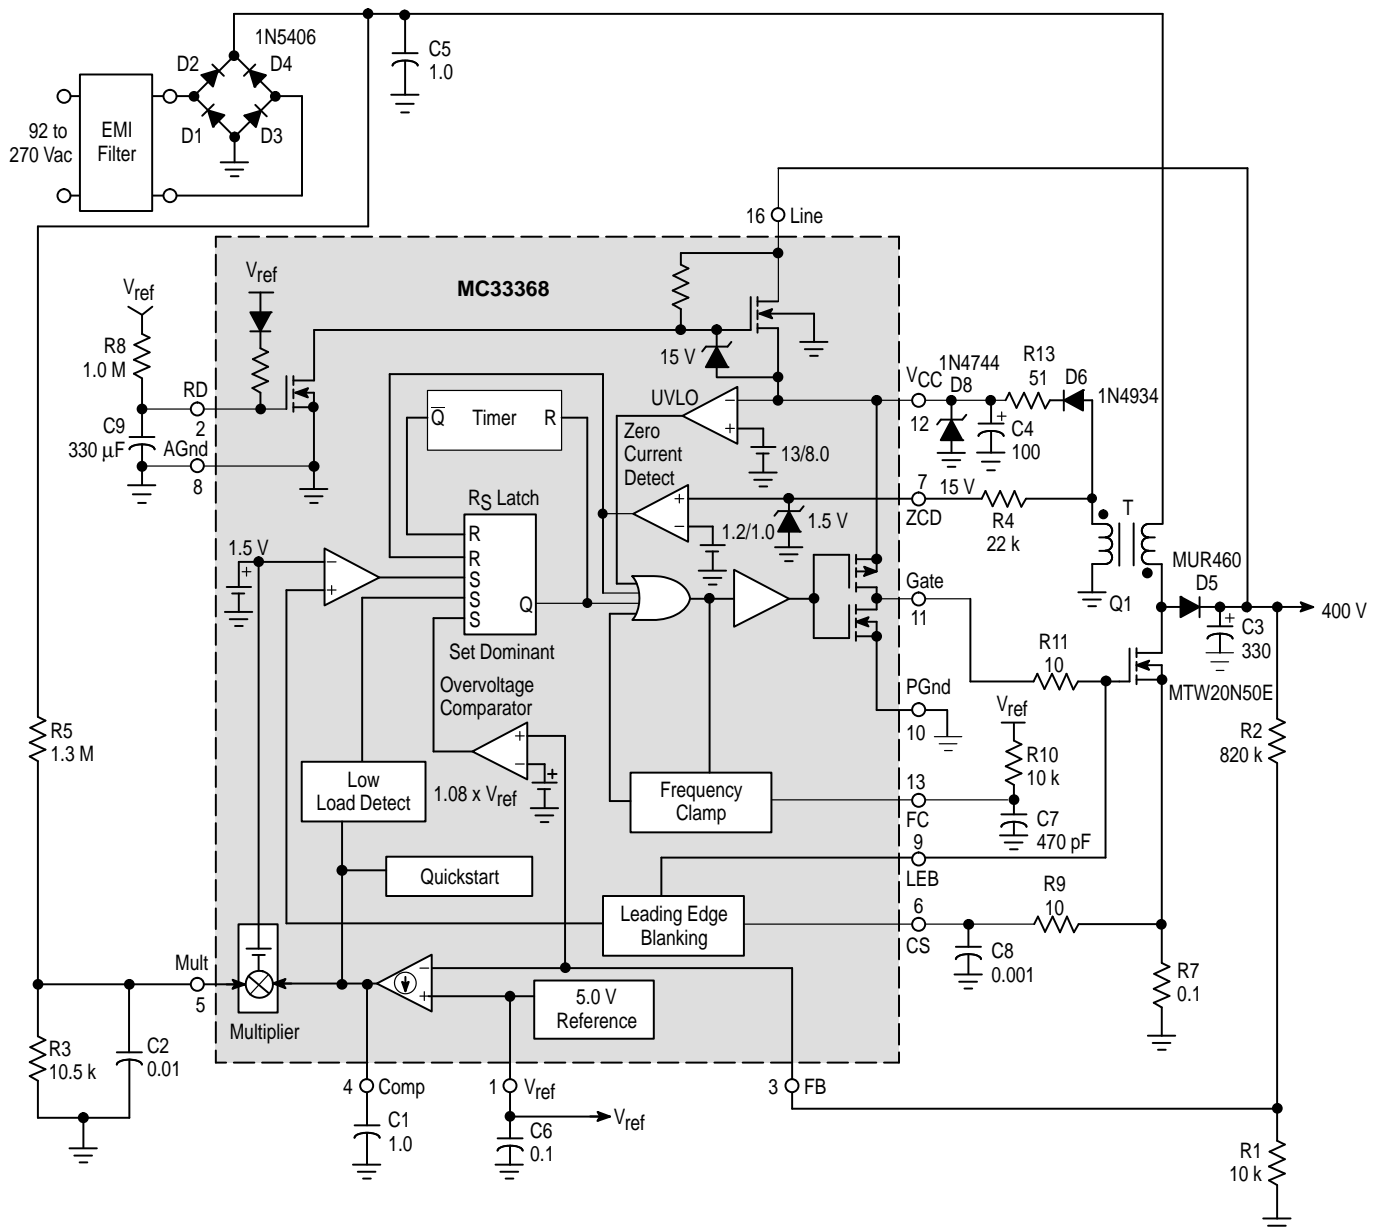 1N5406
D2
D4
D1
D3
C5
1.0
92 to
270 Vac
EMI
Filter
16
Line
MC33368
Vref
Vref
R8
1.0 M
RD
2
C9
330 μF
AGnd
8
15 V
UVLO
13/8.0
VCC
12
1N4744
D8
R13
51
D6
1N4934
C4
100
Q̅
Timer
R
Zero
Current
Detect
1.2/1.0
1.5 V
7
ZCD
15 V
R4
22 k
T
RS Latch
R
R
S
S
S
Q
Set Dominant
1.5 V
Gate
11
MUR460
D5
Q1
400 V
C3
330
R11
10
MTW20N50E
PGnd
10
Overvoltage
Comparator
1.08 x Vref
R5
1.3 M
Low
Load Detect
Frequency
Clamp
Vref
R10
10 k
13
FC
C7
470 pF
R2
820 k
Quickstart
9
LEB
Leading Edge
Blanking
6
CS
R9
10
C8
0.001
R7
0.1
Mult
5
Multiplier
5.0 V
Reference
R3
10.5 k
C2
0.01
4
Comp
1
Vref
3
FB
C1
1.0
C6
0.1
Vref
R1
10 k